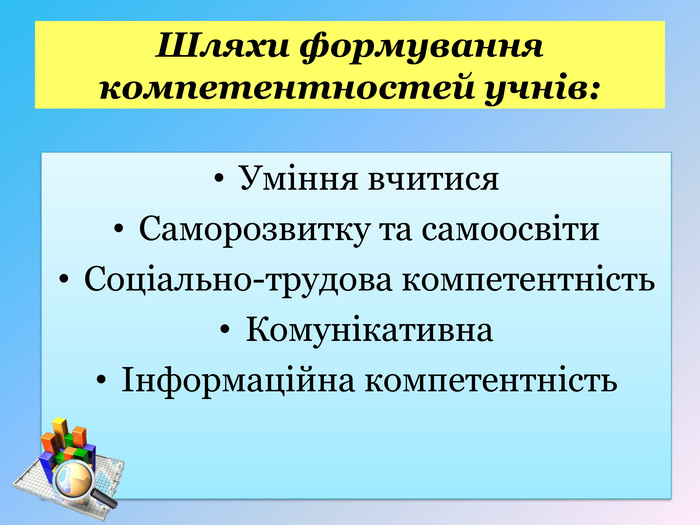 Шляхи формування
компетентностей учнів:
• Уміння вчитися
• Саморозвитку та самоосвіти
• Соціально-трудова компетентність
• Комунікативна
• Інформаційна компетентність